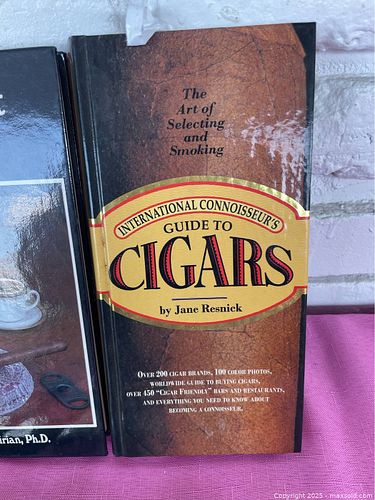 The
Art of
Selecting
and
Smoking
INTERNATIONAL CONNOISSEUR'S
GUIDE TO
CIGARS
by Jane Resnick
OVER 200 CIGAR BRANDS, 100 COLOR PHOTOS,
WORLDWIDE GUIDE TO BUYING CIGARS,
OVER 450 "CIGAR FRIENDLY" BARS AND RESTAURANTS,
AND EVERYTHING YOU NEED TO KNOW ABOUT
BECOMING A CONNOISSEUR.
rian, Ph.D.
Copyright 2025 - maxsold.com